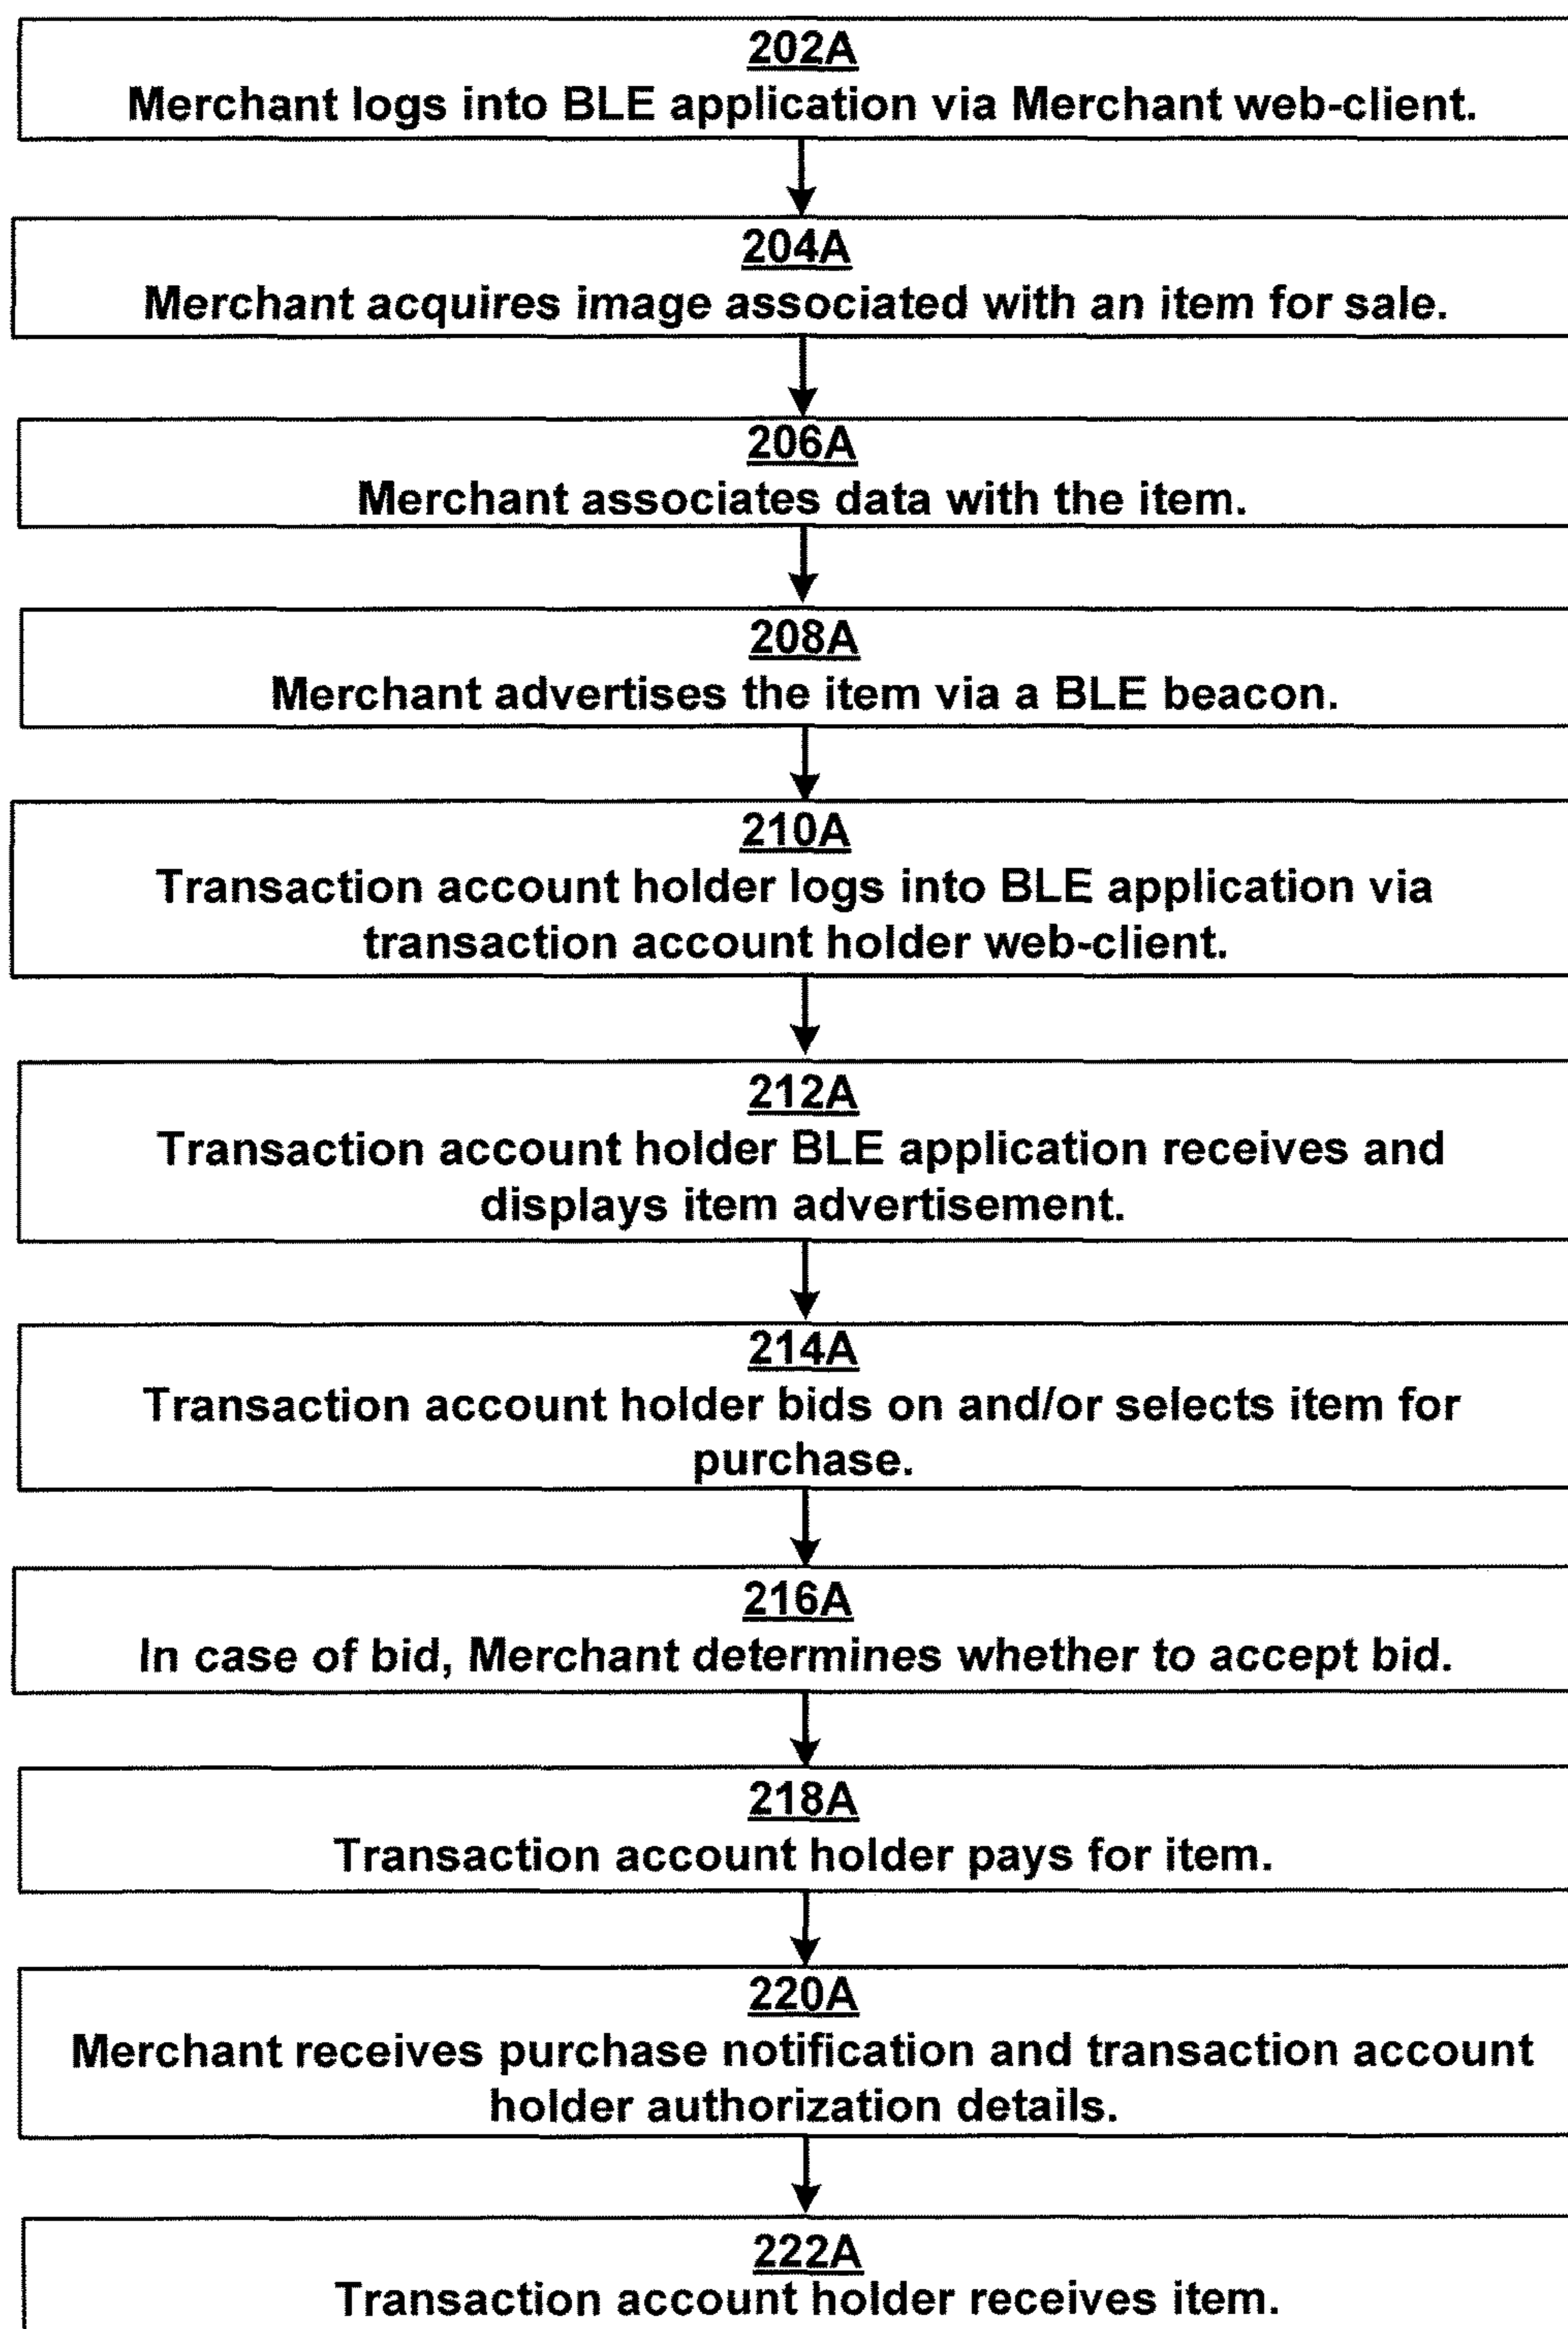 202A
Merchant logs into BLE application via Merchant web-client.
204A
Merchant acquires image associated with an item for sale.
206A
Merchant associates data with the item.
208A
Merchant advertises the item via a BLE beacon.
210A
Transaction account holder logs into BLE application via
transaction account holder web-client.
212A
Transaction account holder BLE application receives and
displays item advertisement.
214A
Transaction account holder bids on and/or selects item for
purchase.
216A
In case of bid, Merchant determines whether to accept bid.
218A
Transaction account holder pays for item.
220A
Merchant receives purchase notification and transaction account
holder authorization details.
222A
Transaction account holder receives item.